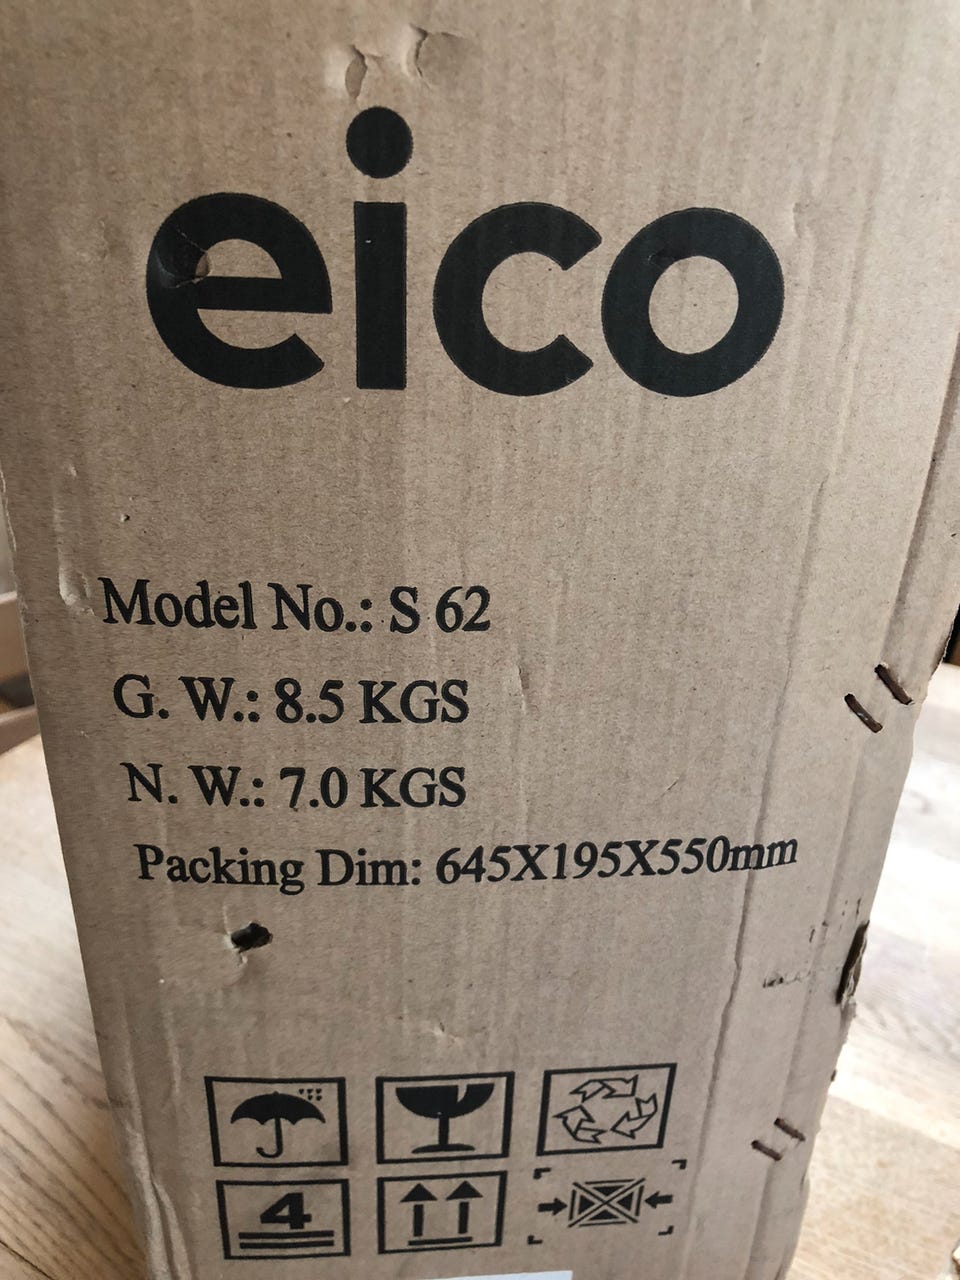 eico
Model No.: S 62
G. W.: 8.5 KGS
N. W.: 7.0 KGS
Packing Dim: 645X195X550mm
4